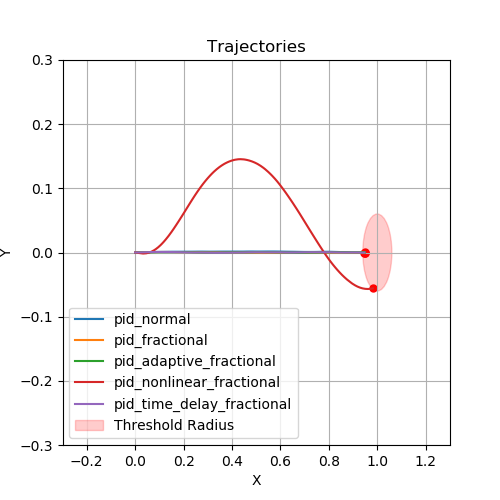 Trajectories
0.3
0.2
0.1
0.0
−0.1
−0.2
−0.3
Y
pid_normal
pid_fractional
pid_adaptive_fractional
pid_nonlinear_fractional
pid_time_delay_fractional
Threshold Radius
−0.2 0.0 0.2 0.4 0.6 0.8 1.0 1.2
X